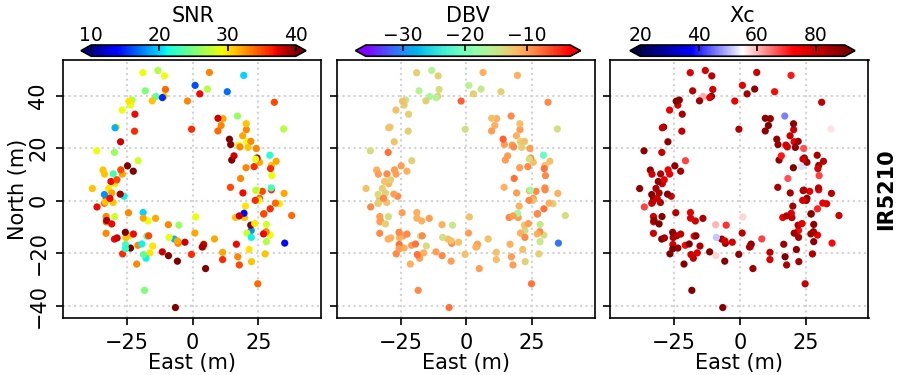 SNR
DBV
Xc
10 20 30 40
−30 −20 −10
20 40 60 80
North (m)
40
20
0
−20
−40
IR5210
−25 0 25
−25 0 25
−25 0 25
East (m)
East (m)
East (m)